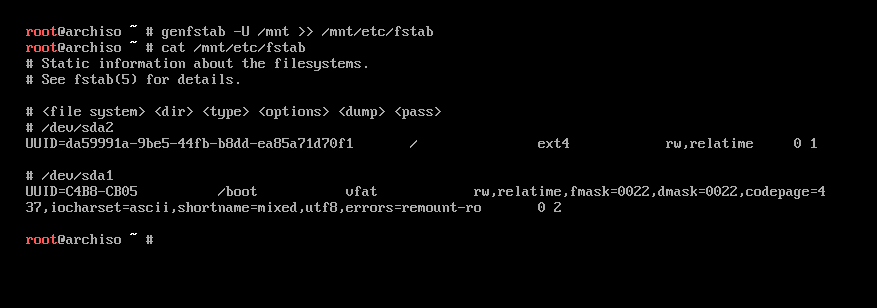 root@archiso ~ # genfstab -U /mnt >> /mnt/etc/fstab
root@archiso ~ # cat /mnt/etc/fstab
# Static information about the filesystems.
# See fstab(5) for details.
# <file system> <dir> <type> <options> <dump> <pass>
# /dev/sda2
UUID=da59991a-9be5-44fb-b8dd-ea85a71d70f1       /               ext4            rw,relatime     0 1
# /dev/sda1
UUID=C4B8-CB05          /boot           vfat            rw,relatime,fmask=0022,dmask=0022,codepage=4
37,iocharset=ascii,shortname=mixed,utf8,errors=remount-ro       0 2
root@archiso ~ #